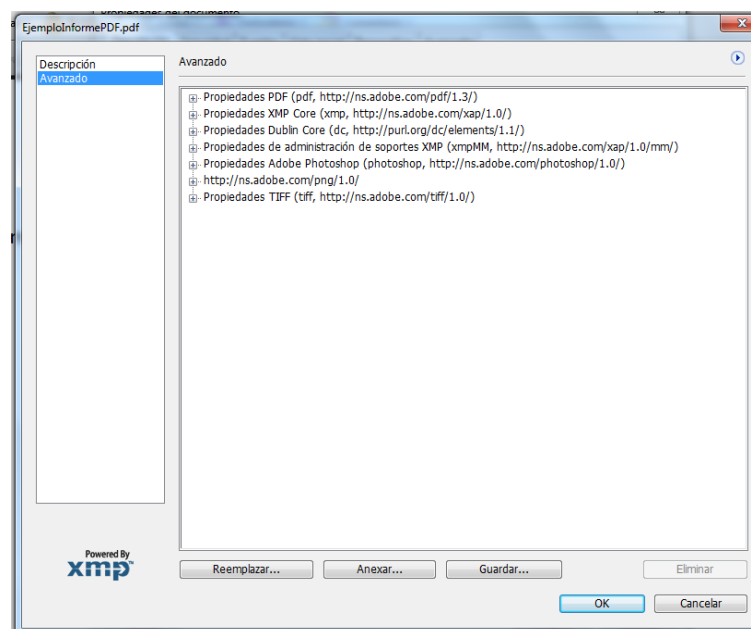 Propiedades del documento
EjemploInformePDF.pdf
Descripción
Avanzado
Avanzado
Propiedades PDF (pdf, http://ns.adobe.com/pdf/1.3/)
Propiedades XMP Core (xmp, http://ns.adobe.com/xap/1.0/)
Propiedades Dublin Core (dc, http://purl.org/dc/elements/1.1/)
Propiedades de administración de soportes XMP (xmpMM, http://ns.adobe.com/xap/1.0/mm/)
Propiedades Adobe Photoshop (photoshop, http://ns.adobe.com/photoshop/1.0/)
http://ns.adobe.com/png/1.0/
Propiedades TIFF (tiff, http://ns.adobe.com/tiff/1.0/)
Powered By
xmp™
Reemplazar... Anexar... Guardar... Eliminar
OK Cancelar